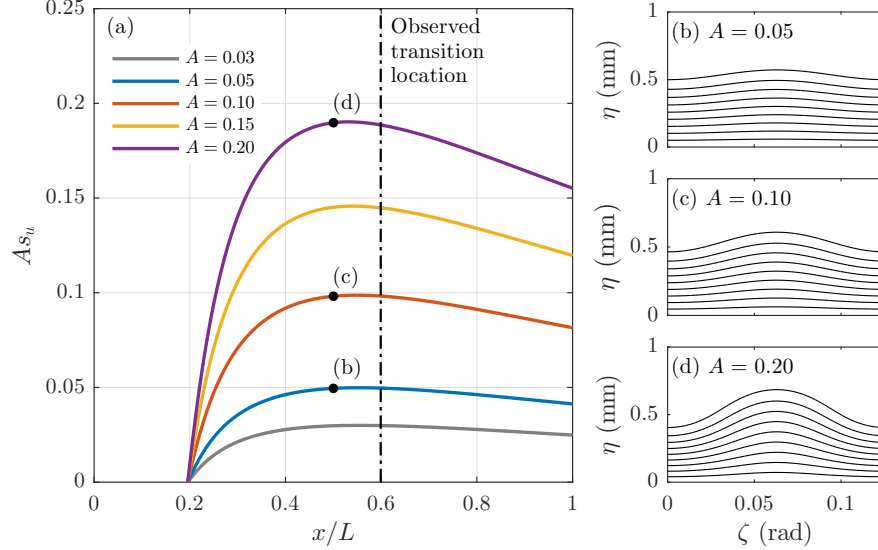 (a)
Observed
transition
location
A = 0.03
A = 0.05
A = 0.10
A = 0.15
A = 0.20
(d)
(c)
(b)
0.25
0.2
0.15
0.1
0.05
0
As_u
0
0.2
0.4
0.6
0.8
1
x/L
(b) A = 0.05
1
0.5
0
η (mm)
(c) A = 0.10
1
0.5
0
η (mm)
(d) A = 0.20
1
0.5
0
η (mm)
0
0.05
0.1
ζ (rad)